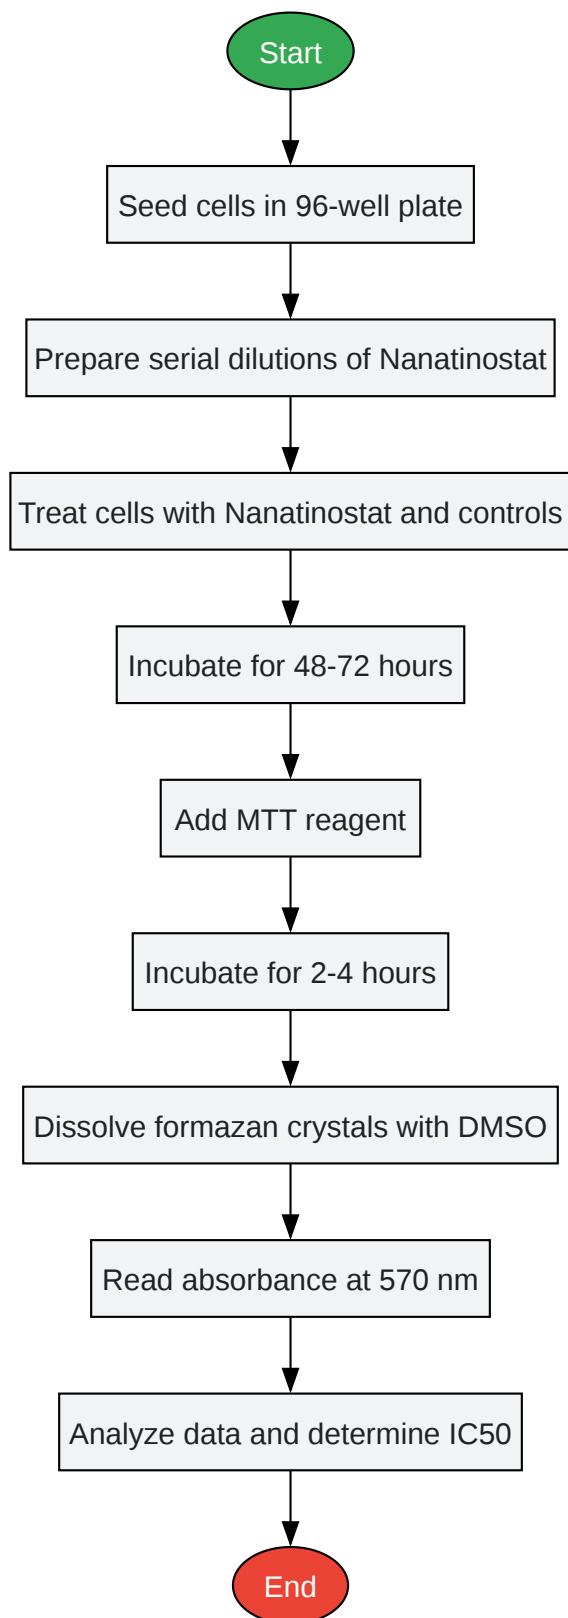 Start
Seed cells in 96-well plate
Prepare serial dilutions of Nanatinostat
Treat cells with Nanatinostat and controls
Incubate for 48-72 hours
Add MTT reagent
Incubate for 2-4 hours
Dissolve formazan crystals with DMSO
Read absorbance at 570 nm
Analyze data and determine IC50
End